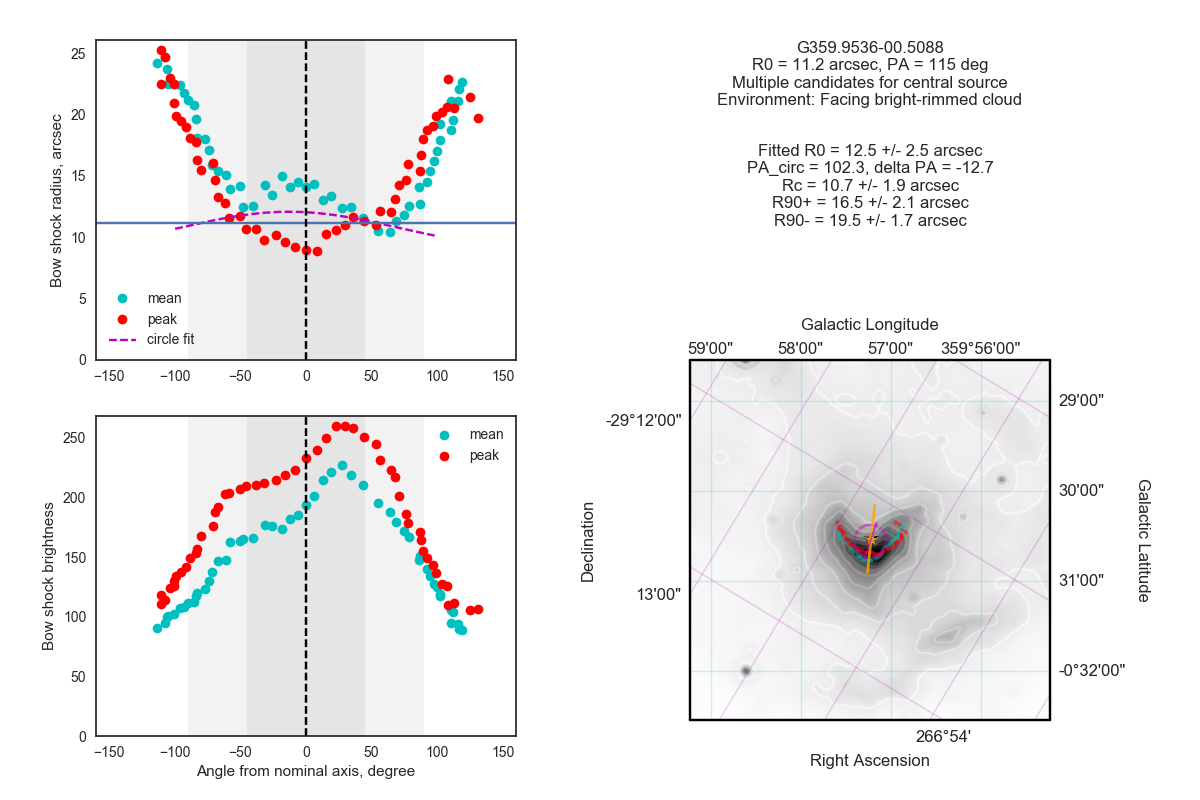 25
20
15
10
5
0
Bow shock radius, arcsec
mean
peak
circle fit
−150
−100
−50
0
50
100
150
250
200
150
100
50
0
Bow shock brightness
mean
peak
−150
−100
−50
0
50
100
150
Angle from nominal axis, degree
G359.9536-00.5088
R0 = 11.2 arcsec, PA = 115 deg
Multiple candidates for central source
Environment: Facing bright-rimmed cloud
Fitted R0 = 12.5 +/- 2.5 arcsec
PA_circ = 102.3, delta PA = -12.7
Rc = 10.7 +/- 1.9 arcsec
R90+ = 16.5 +/- 2.1 arcsec
R90- = 19.5 +/- 1.7 arcsec
Galactic Longitude
59'00" 58'00" 57'00" 359°56'00"
-29°12'00"
13'00"
Declination
29'00"
30'00"
31'00"
-0°32'00"
Galactic Latitude
266°54'
Right Ascension